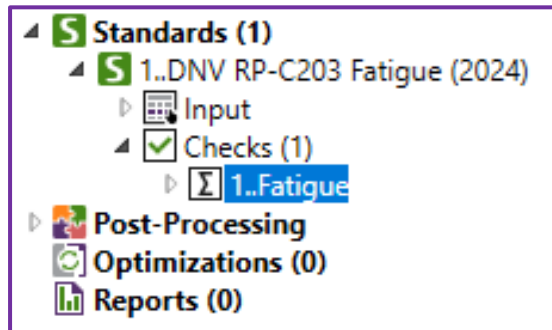 Standards (1)
1..DNV RP-C203 Fatigue (2024)
Input
Checks (1)
1..Fatigue
Post-Processing
Optimizations (0)
Reports (0)